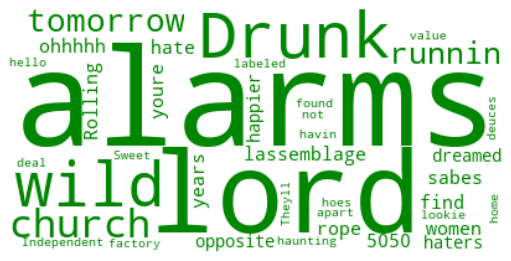 tomorrow Drunk value
ohhhhh hate runnin
hello labeled
alarms
Rolling youre happier found deuces
not
havin
deal Sweet lassemblage dreamed
wild lord
years Theyll sabes
church hoes find home
apart lookie
rope women
Independent factory opposite haunting 5050 haters